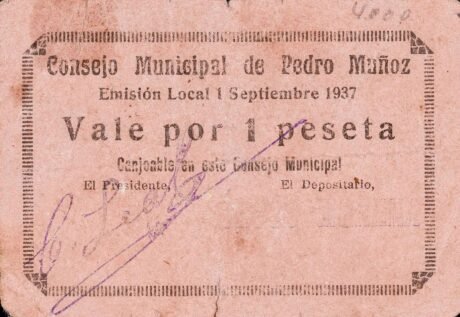 4000
Consejo Municipal de Pedro Muñoz
Emisión Local 1 Septiembre 1937
Vale por 1 peseta
Canjeable en este Consejo Municipal
El Presidente, El Depositario,